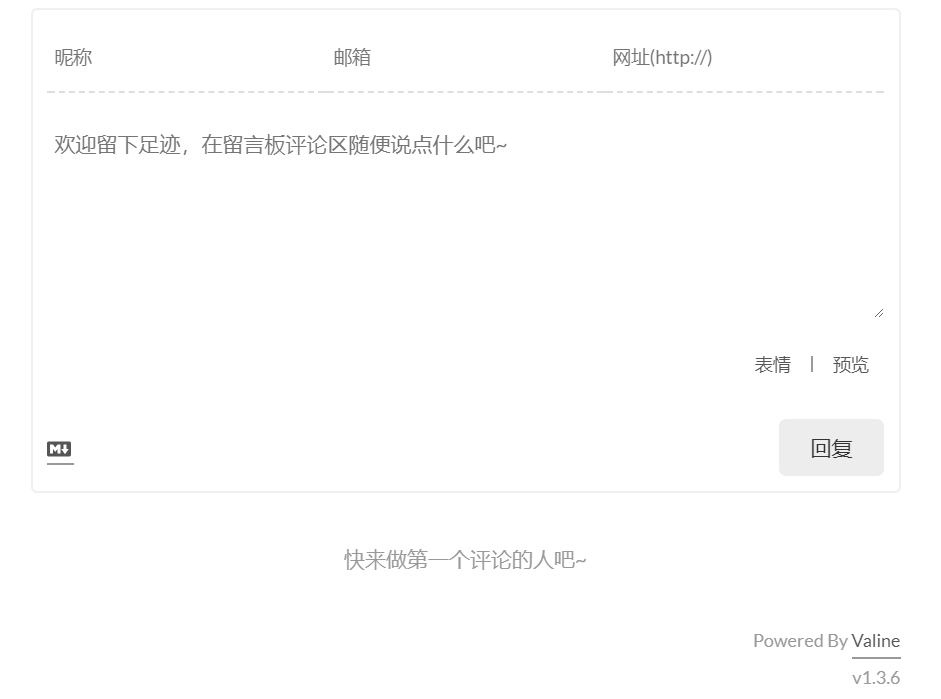 昵称 邮箱 网址(http://)
欢迎留下足迹，在留言板评论区随便说点什么吧~
表情 | 预览
M↓ 回复
快来做第一个评论的人吧~
Powered By Valine
v1.3.6